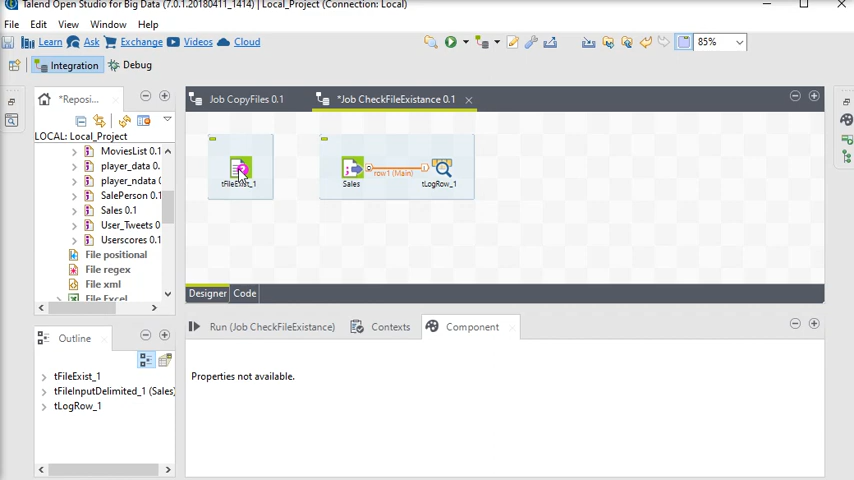 Talend Open Studio for Big Data (7.0.1.20180411_1414) | Local_Project (Connection: Local)
File Edit View Window Help
Learn Ask Exchange Videos Cloud 85%
Integration Debug
*Reposi...
Job CopyFiles 0.1 *Job CheckFileExistance 0.1
LOCAL: Local_Project
MoviesList 0.1
player_data 0.
player_ndata 0
SalePerson 0.1
Sales 0.1
User_Tweets 0
Userscores 0.1
File positional
File regex
File xml
File Excel
tFileExist_1
Sales
row1 (Main)
tLogRow_1
Designer Code
Outline
tFileExist_1
tFileInputDelimited_1 (Sales)
tLogRow_1
Run (Job CheckFileExistance) Contexts Component
Properties not available.